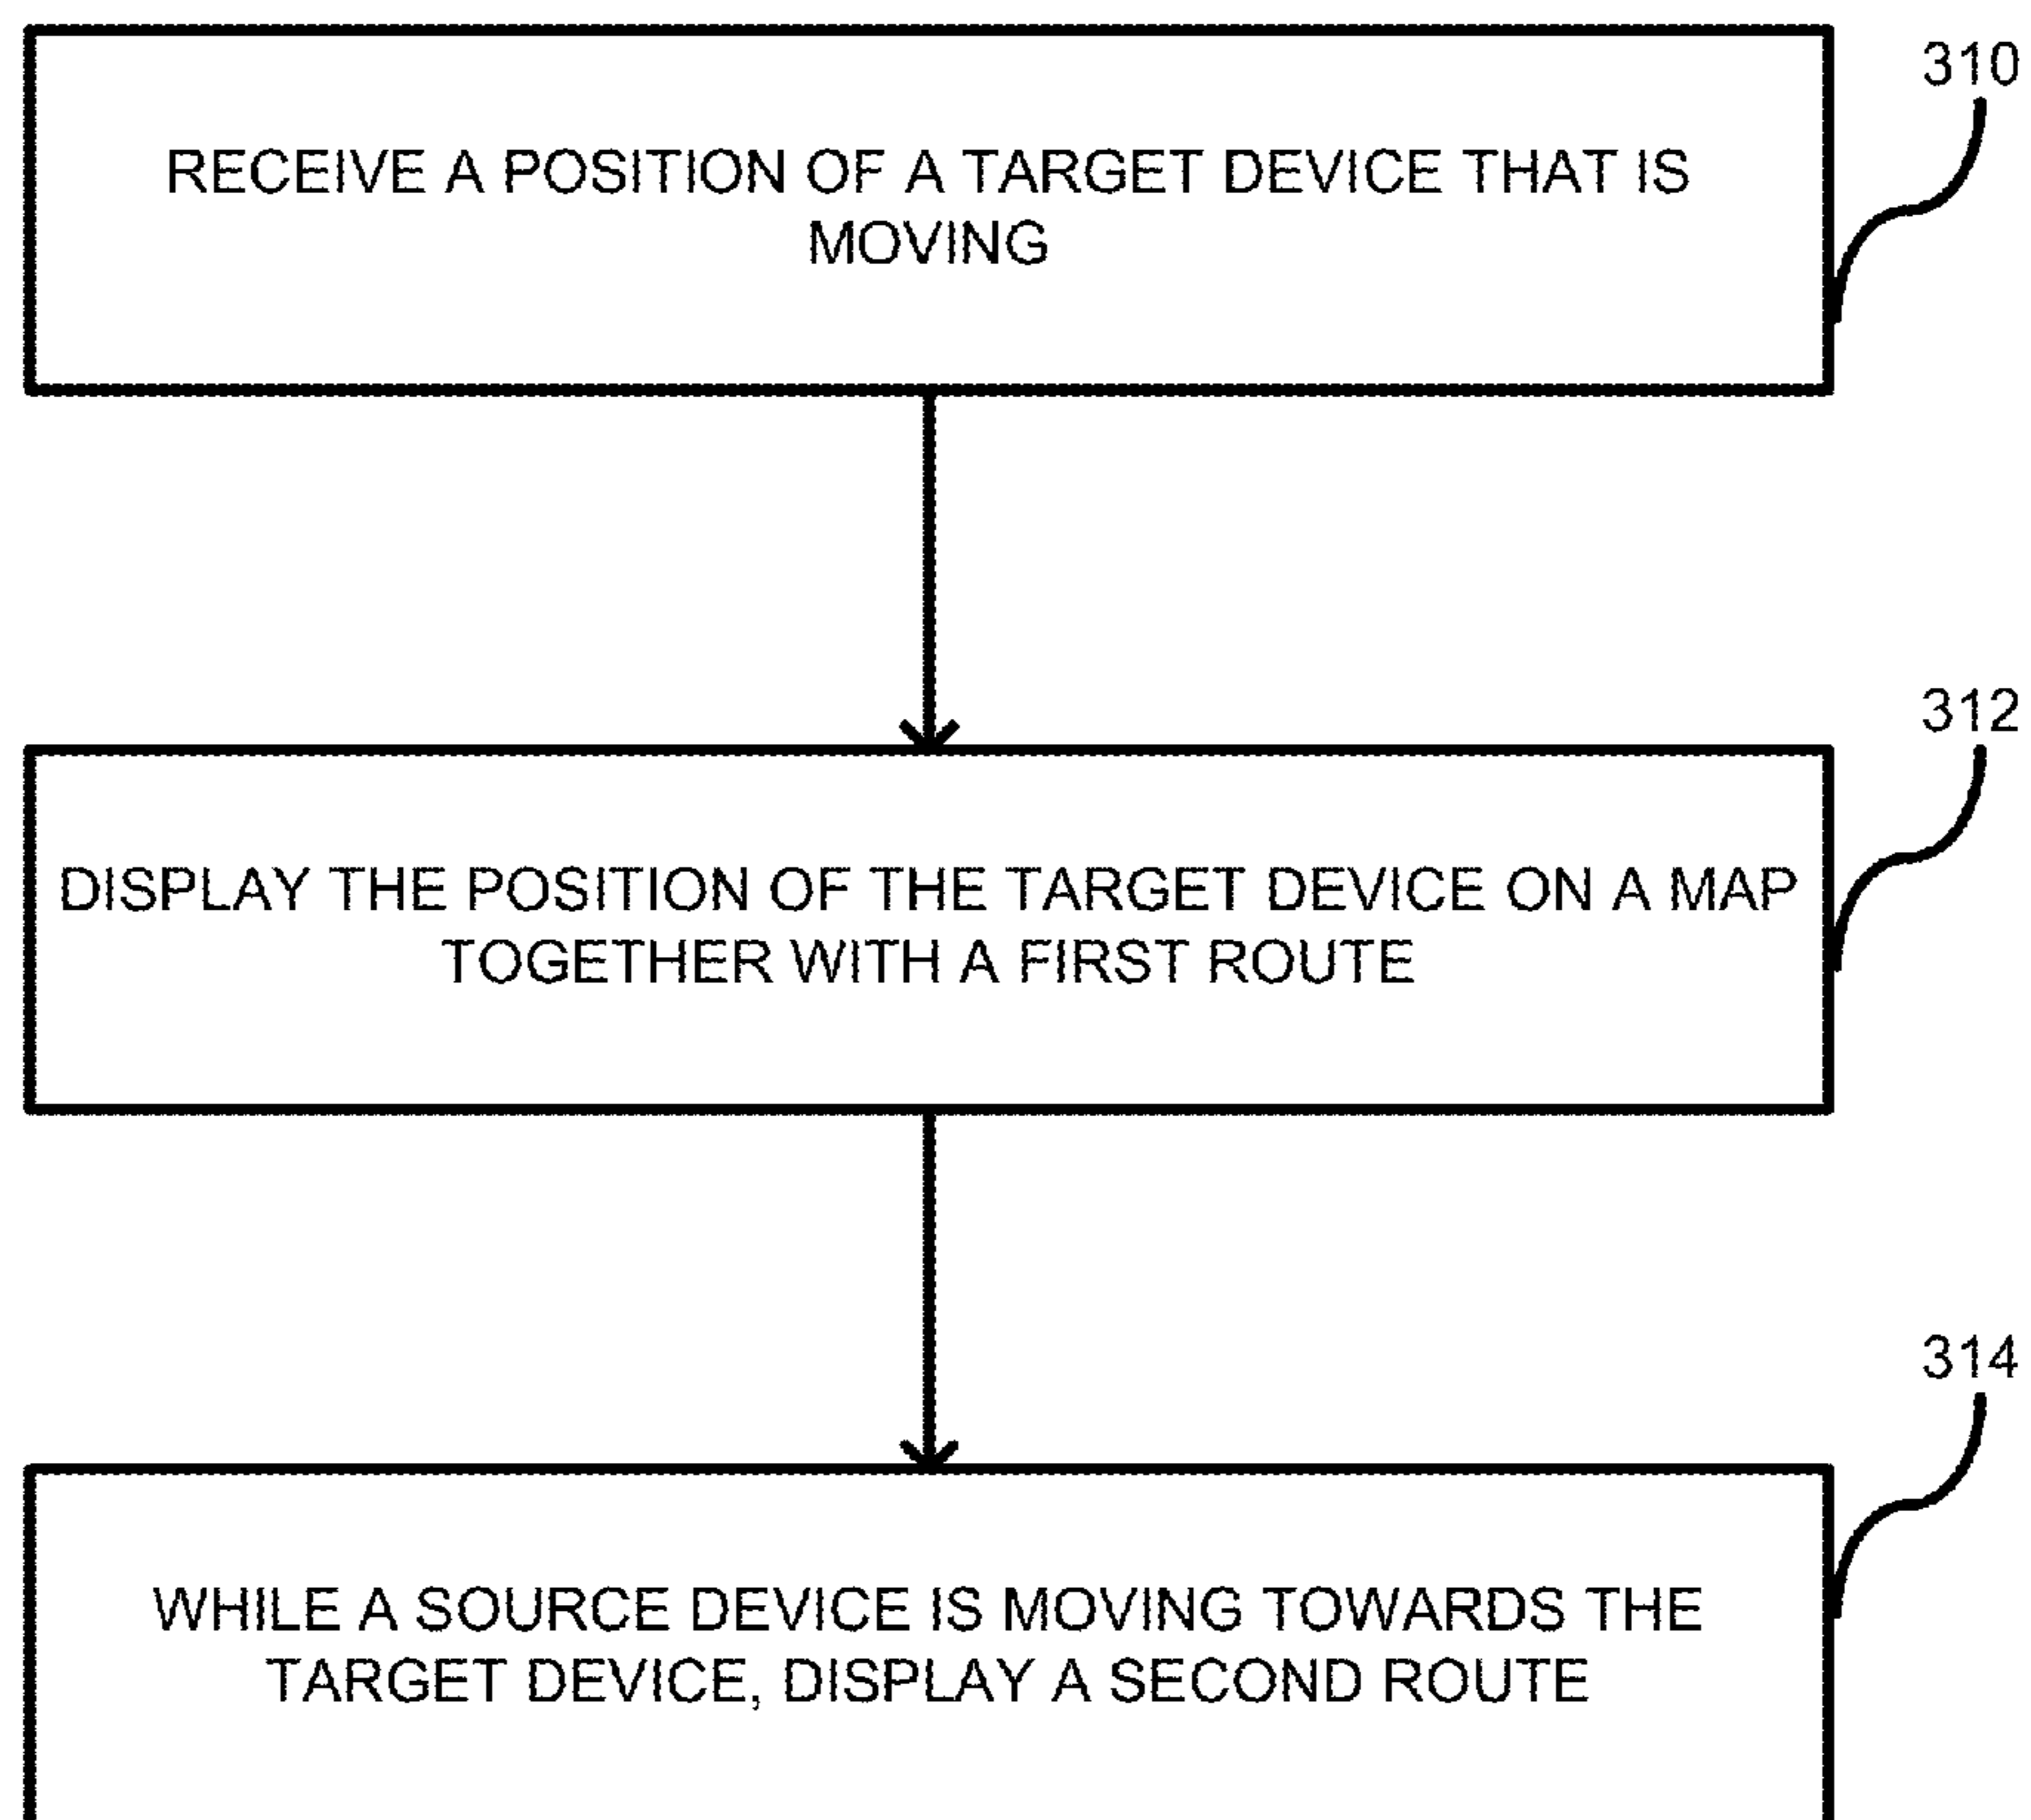 310
RECEIVE A POSITION OF A TARGET DEVICE THAT IS
MOVING
312
DISPLAY THE POSITION OF THE TARGET DEVICE ON A MAP
TOGETHER WITH A FIRST ROUTE
314
WHILE A SOURCE DEVICE IS MOVING TOWARDS THE
TARGET DEVICE, DISPLAY A SECOND ROUTE